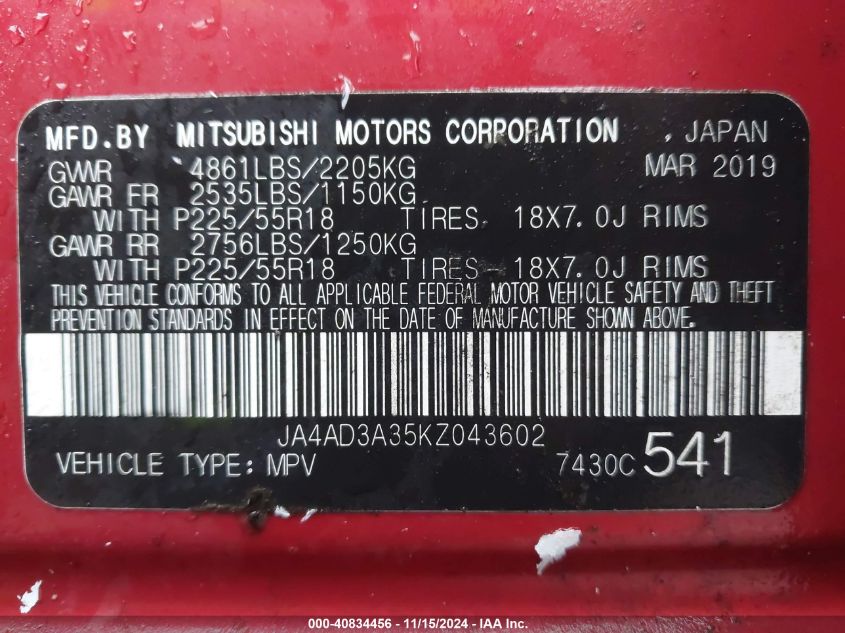 MFD.BY MITSUBISHI MOTORS CORPORATION , JAPAN
GVWR 4861LBS/2205KG MAR 2019
GAWR FR 2535LBS/1150KG
WITH P225/55R18 TIRES 18X7.0J RIMS
GAWR RR 2756LBS/1250KG
WITH P225/55R18 TIRES 18X7.0J RIMS
THIS VEHICLE CONFORMS TO ALL APPLICABLE FEDERAL MOTOR VEHICLE SAFETY AND THEFT
PREVENTION STANDARDS IN EFFECT ON THE DATE OF MANUFACTURE SHOWN ABOVE.
JA4AD3A35KZ043602
VEHICLE TYPE: MPV 7430C 541
000-40834456 - 11/15/2024 - IAA Inc.